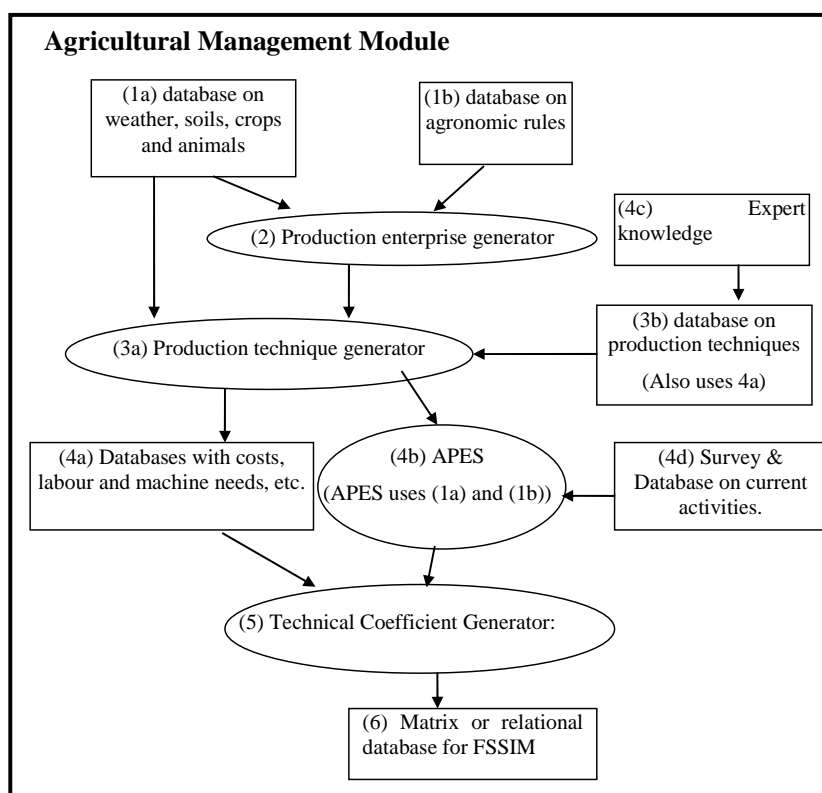 Agricultural Management Module
(1a) database on
weather, soils, crops
and animals
(1b) database on
agronomic rules
(2) Production enterprise generator
(4c) Expert
knowledge
(3a) Production technique generator
(3b) database on
production techniques
(Also uses 4a)
(4a) Databases with costs,
labour and machine needs, etc.
(4b) APES
(APES uses (1a) and (1b))
(4d) Survey &
Database on current
activities.
(5) Technical Coefficient Generator:
(6) Matrix or relational
database for FSSIM